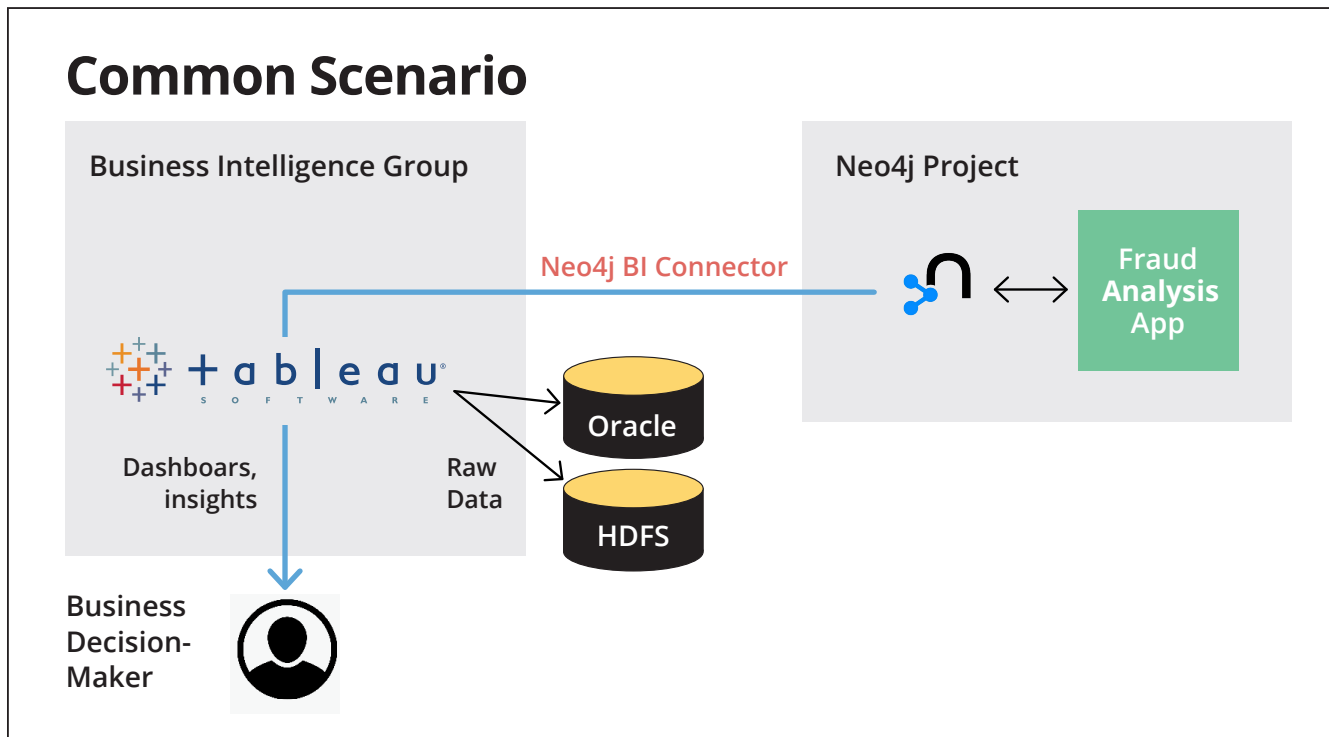 Common Scenario
Business Intelligence Group
Neo4j Project
Neo4j BI Connector
Fraud
Analysis
App
+ableau®
SOFTWARE
Oracle
HDFS
Dashboars,
insights
Raw
Data
Business
Decision-
Maker